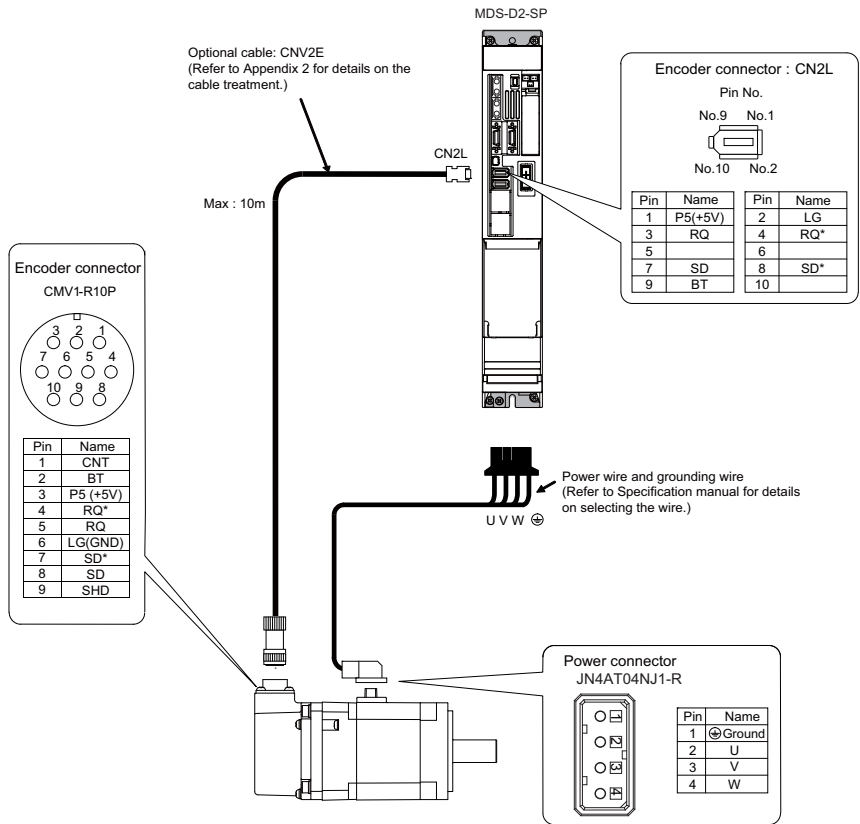 MDS-D2-SP
Optional cable: CNV2E
(Refer to Appendix 2 for details on the
cable treatment.)
CN2L
Max : 10m
Encoder connector : CN2L
Pin No.
No.9 No.1
No.10 No.2
Pin Name Pin Name
1 P5(+5V) 2 LG
3 RQ 4 RQ*
5 6
7 SD 8 SD*
9 BT 10
Encoder connector
CMV1-R10P
3 2 1
7 6 5 4
10 9 8
Pin Name
1 CNT
2 BT
3 P5 (+5V)
4 RQ*
5 RQ
6 LG(GND)
7 SD*
8 SD
9 SHD
Power wire and grounding wire
(Refer to Specification manual for details
on selecting the wire.)
U V W
Power connector
JN4AT04NJ1-R
1
2
3
4
Pin Name
1 Ground
2 U
3 V
4 W